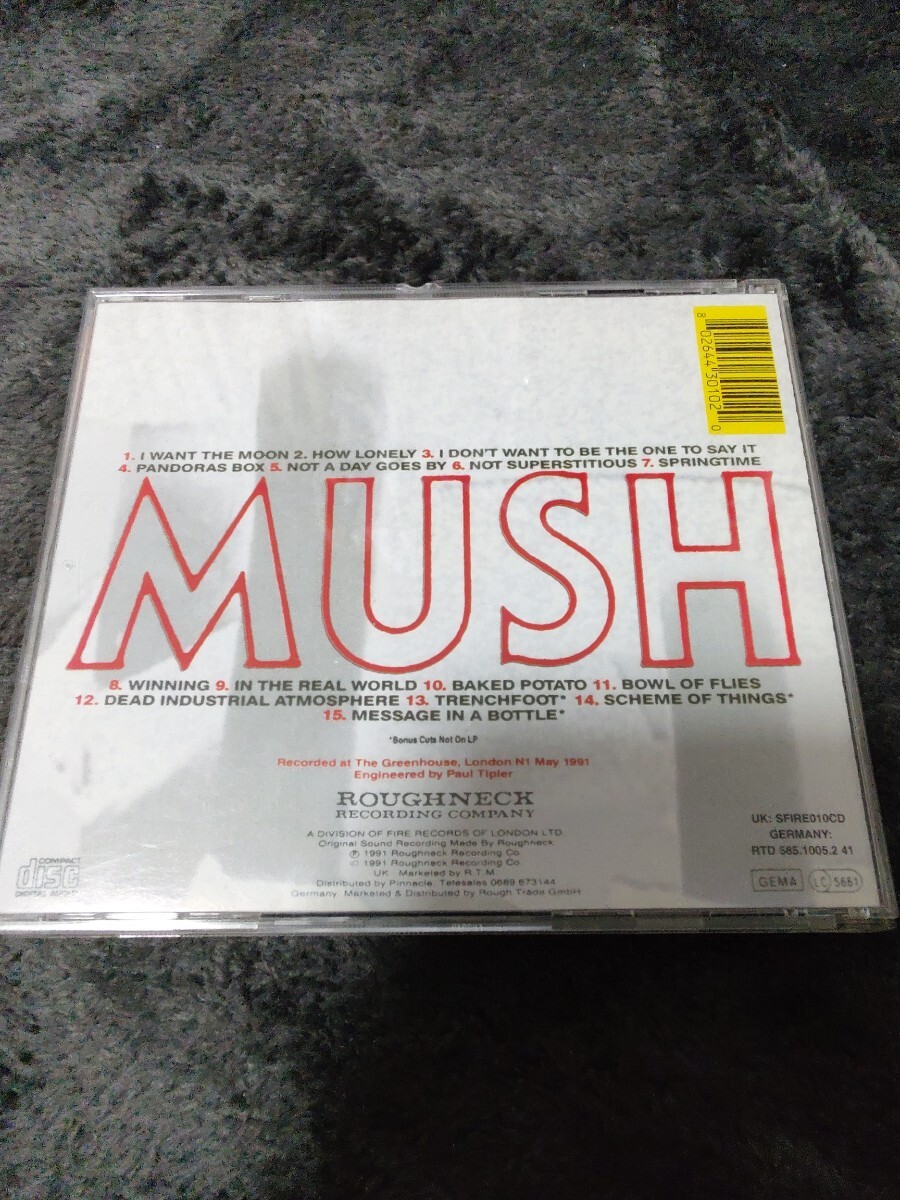 8 02644 30102 0
1. I WANT THE MOON 2. HOW LONELY 3. I DON'T WANT TO BE THE ONE TO SAY IT
4. PANDORAS BOX 5. NOT A DAY GOES BY 6. NOT SUPERSTITIOUS 7. SPRINGTIME
MUSH
8. WINNING 9. IN THE REAL WORLD 10. BAKED POTATO 11. BOWL OF FLIES
12. DEAD INDUSTRIAL ATMOSPHERE 13. TRENCHFOOT* 14. SCHEME OF THINGS*
15. MESSAGE IN A BOTTLE*
*Bonus Cuts Not On LP
Recorded at The Greenhouse, London N1 May 1991
Engineered by Paul Tipler
ROUGHNECK
RECORDING COMPANY
A DIVISION OF FIRE RECORDS OF LONDON LTD.
Original Sound Recording Made By Roughneck
℗ 1991 Roughneck Recording Co.
© 1991 Roughneck Recording Co.
UK. Marketed by R.T.M.
Distributed by Pinnacle. Telesales 0689 873144
Germany. Marketed & Distributed by Rough Trade GmbH
UK: SFIRE010CD
GERMANY:
RTD 585.1005.2 41
GEMA LC 5661
COMPACT
disc
DIGITAL AUDIO